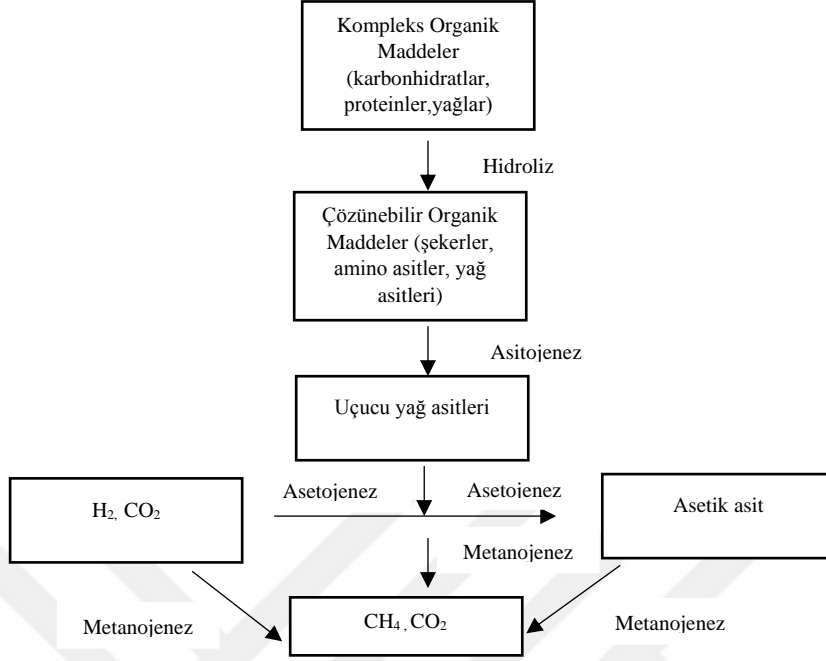 Kompleks Organik
Maddeler
(karbonhidratlar,
proteinler,yağlar)
Hidroliz
Çözünebilir Organik
Maddeler (şekerler,
amino asitler, yağ
asitleri)
Asitojenez
Uçucu yağ asitleri
Asetojenez
Asetojenez
H₂, CO₂
Asetik asit
Metanojenez
Metanojenez
CH₄ , CO₂
Metanojenez